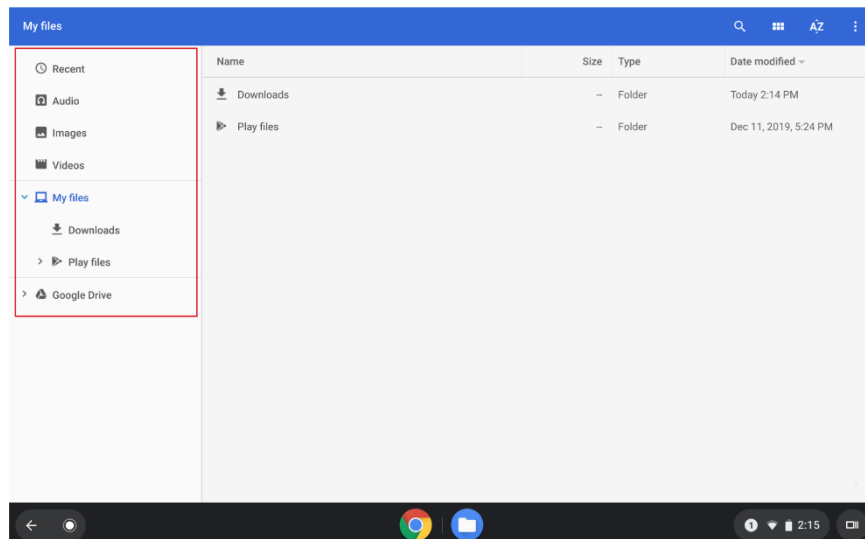 My files
AZ
Recent
Audio
Images
Videos
My files
Downloads
Play files
Google Drive
Name Size Type Date modified
Downloads -- Folder Today 2:14 PM
Play files -- Folder Dec 11, 2019, 5:24 PM
1 2:15